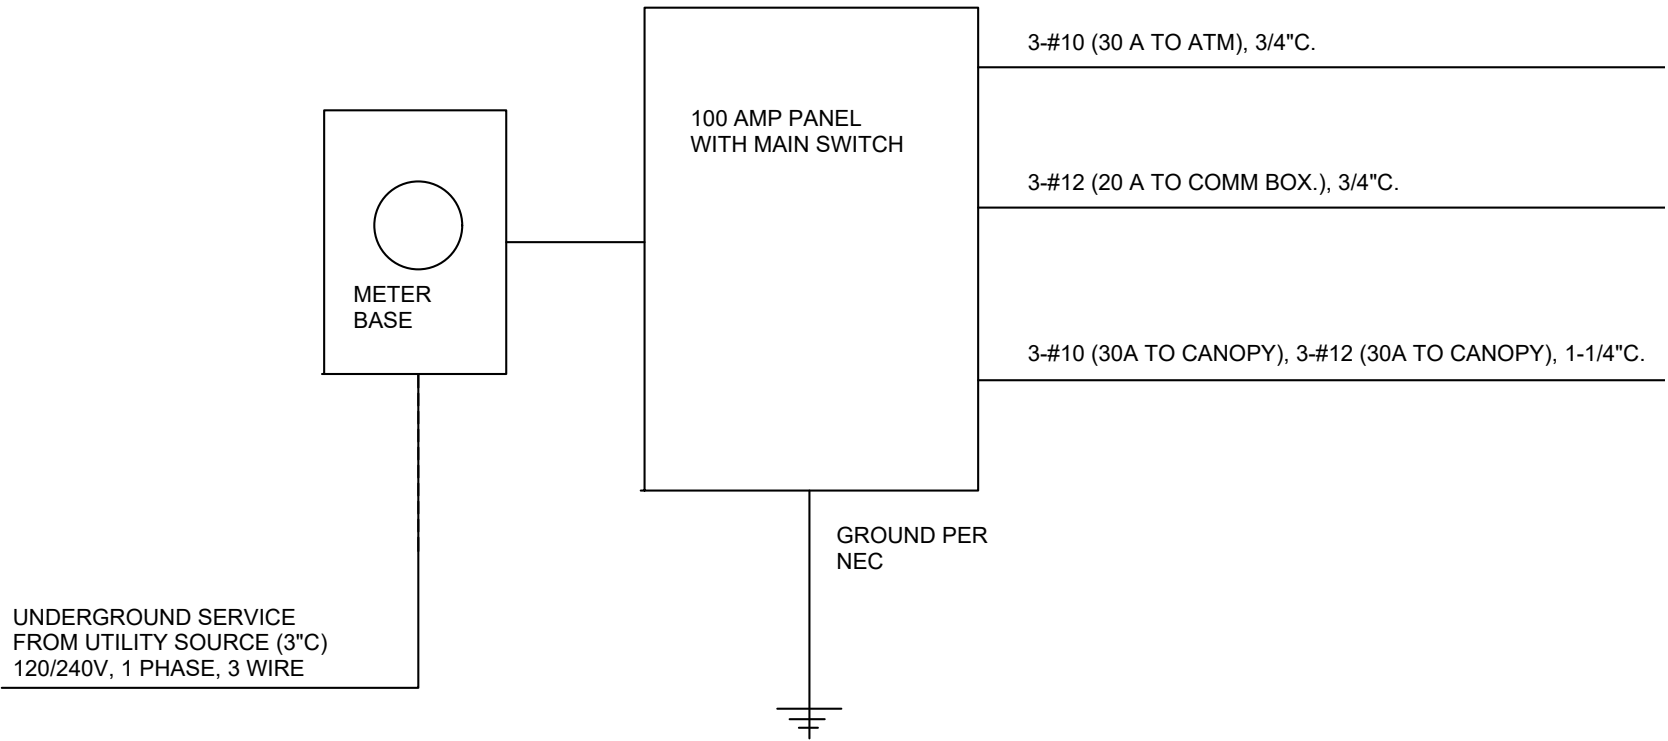 3-#10 (30 A TO ATM), 3/4"C.
100 AMP PANEL
WITH MAIN SWITCH
3-#12 (20 A TO COMM BOX.), 3/4"C.
METER
BASE
3-#10 (30A TO CANOPY), 3-#12 (30A TO CANOPY), 1-1/4"C.
GROUND PER
NEC
UNDERGROUND SERVICE
FROM UTILITY SOURCE (3"C)
120/240V, 1 PHASE, 3 WIRE